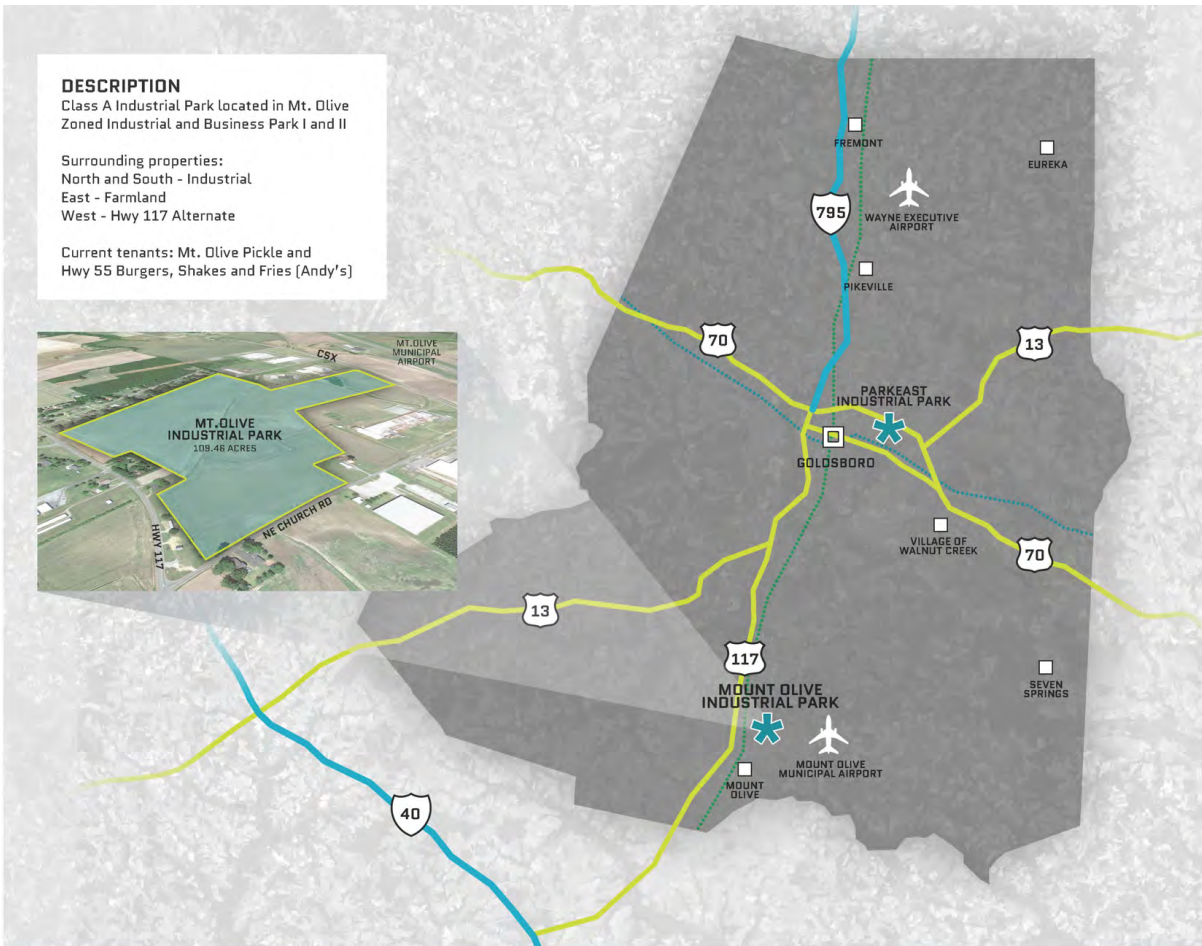 DESCRIPTION
Class A Industrial Park located in Mt. Olive
Zoned Industrial and Business Park I and II
Surrounding properties:
North and South - Industrial
East - Farmland
West - Hwy 117 Alternate
Current tenants: Mt. Olive Pickle and
Hwy 55 Burgers, Shakes and Fries (Andy's)
CSX
MT.OLIVE
MUNICIPAL
AIRPORT
MT.OLIVE
INDUSTRIAL PARK
109.46 ACRES
NE CHURCH RD
HWY 117
FREMONT
EUREKA
795
WAYNE EXECUTIVE
AIRPORT
PIKEVILLE
70
13
PARKEAST
INDUSTRIAL PARK
GOLDSBORO
VILLAGE OF
WALNUT CREEK
70
13
117
MOUNT OLIVE
INDUSTRIAL PARK
SEVEN
SPRINGS
MOUNT OLIVE
MUNICIPAL AIRPORT
MOUNT
OLIVE
40